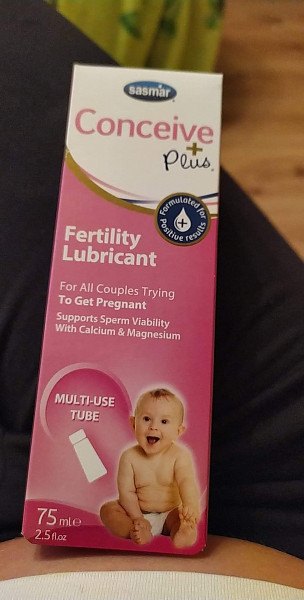 sasmar
Conceive
+
Plus
Formulated for
Positive results
Fertility
Lubricant
For All Couples Trying
To Get Pregnant
Supports Sperm Viability
With Calcium & Magnesium
MULTI-USE
TUBE
75 ml e
2.5 fl.oz